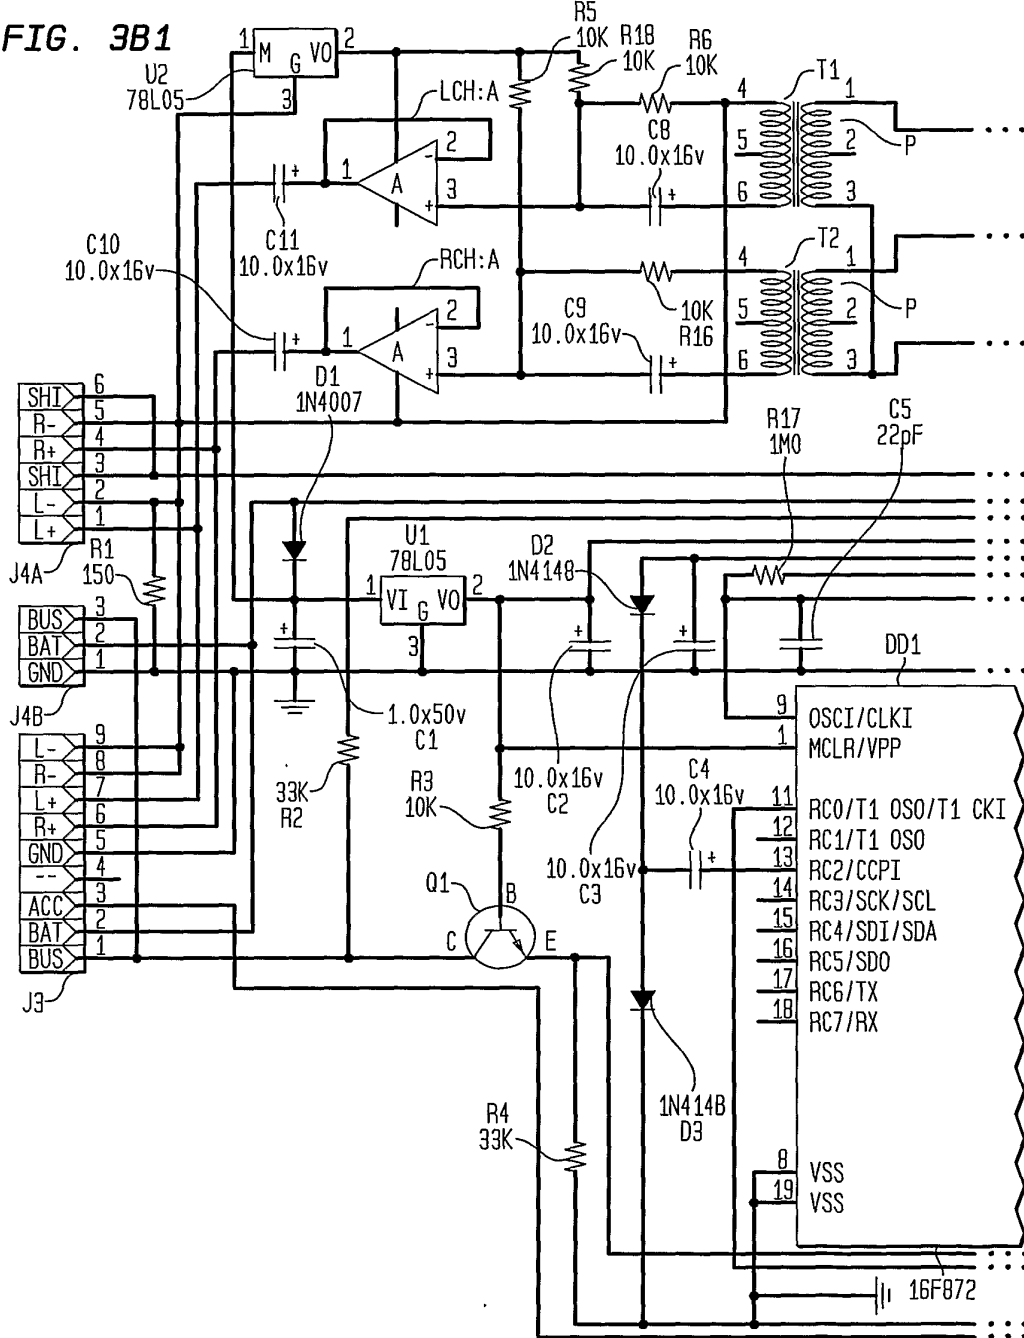 FIG. 3B1
1 M VO 2
G
3
U2
78L05
R5
10K
R18
10K
R6
10K
LCH:A
1 A
2 -
3 +
C8
10.0x16v
4 T1 1
5 2 P
6 3
C11
10.0x16v
C10
10.0x16v
RCH:A
1 A
2 -
3 +
C9
10.0x16v
10K
R16
4 T2 1
5 2 P
6 3
D1
1N4007
R17
1M0
C5
22pF
SHI 6
R- 5
R+ 4
SHI 3
L- 2
L+ 1
J4A
R1
150
U1
78L05
1 VI VO 2
G
3
D2
1N4148
BUS 3
BAT 2
GND 1
J4B
1.0x50v
C1
DD1
9 OSCI/CLKI
1 MCLR/VPP
L- 9
R- 8
L+ 7
R+ 6
GND 5
-- 4
ACC 3
BAT 2
BUS 1
J3
33K
R2
R3
10K
10.0x16v
C2
C4
10.0x16v
10.0x16v
C3
11 RC0/T1 OSO/T1 CKI
12 RC1/T1 OSO
13 RC2/CCPI
14 RC3/SCK/SCL
15 RC4/SDI/SDA
16 RC5/SDO
17 RC6/TX
18 RC7/RX
Q1
B
C E
1N414B
D3
R4
33K
8 VSS
19 VSS
16F872